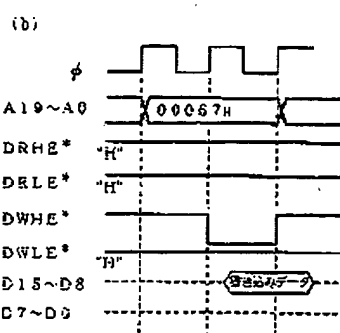 (b)
φ
A19~A0
00067H
DRHE*
"H"
DRLE*
"H"
DWHE*
DWLE*
"H"
D15~D8
書き込みデータ
D7~D0